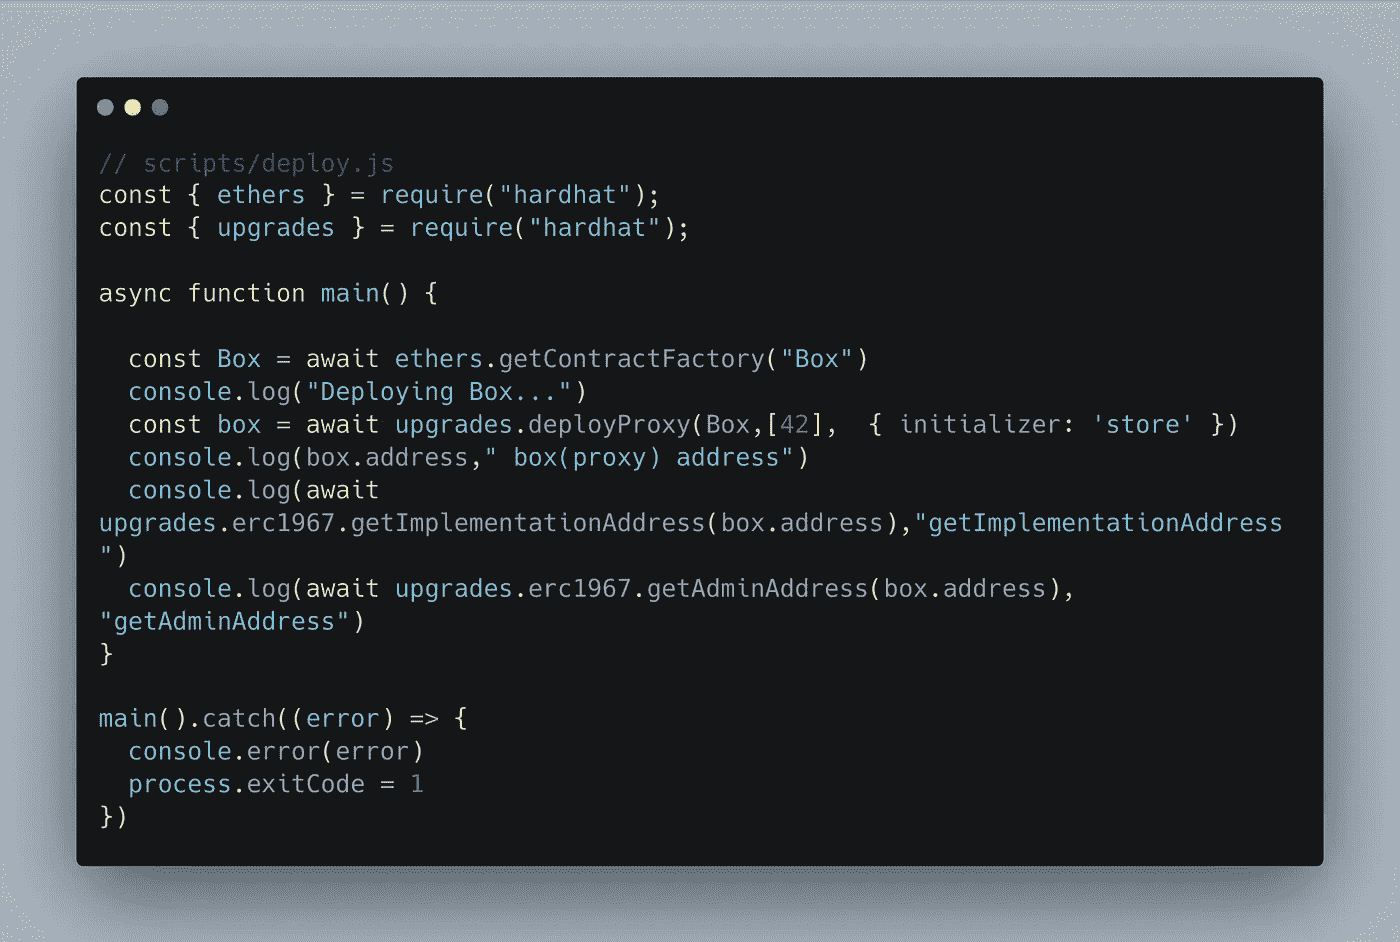 // scripts/deploy.js
const { ethers } = require("hardhat");
const { upgrades } = require("hardhat");

async function main() {

  const Box = await ethers.getContractFactory("Box")
  console.log("Deploying Box...")
  const box = await upgrades.deployProxy(Box,[42],  { initializer: 'store' })
  console.log(box.address," box(proxy) address")
  console.log(await
upgrades.erc1967.getImplementationAddress(box.address),"getImplementationAddress
")
  console.log(await upgrades.erc1967.getAdminAddress(box.address),
"getAdminAddress")
}

main().catch((error) => {
  console.error(error)
  process.exitCode = 1
})